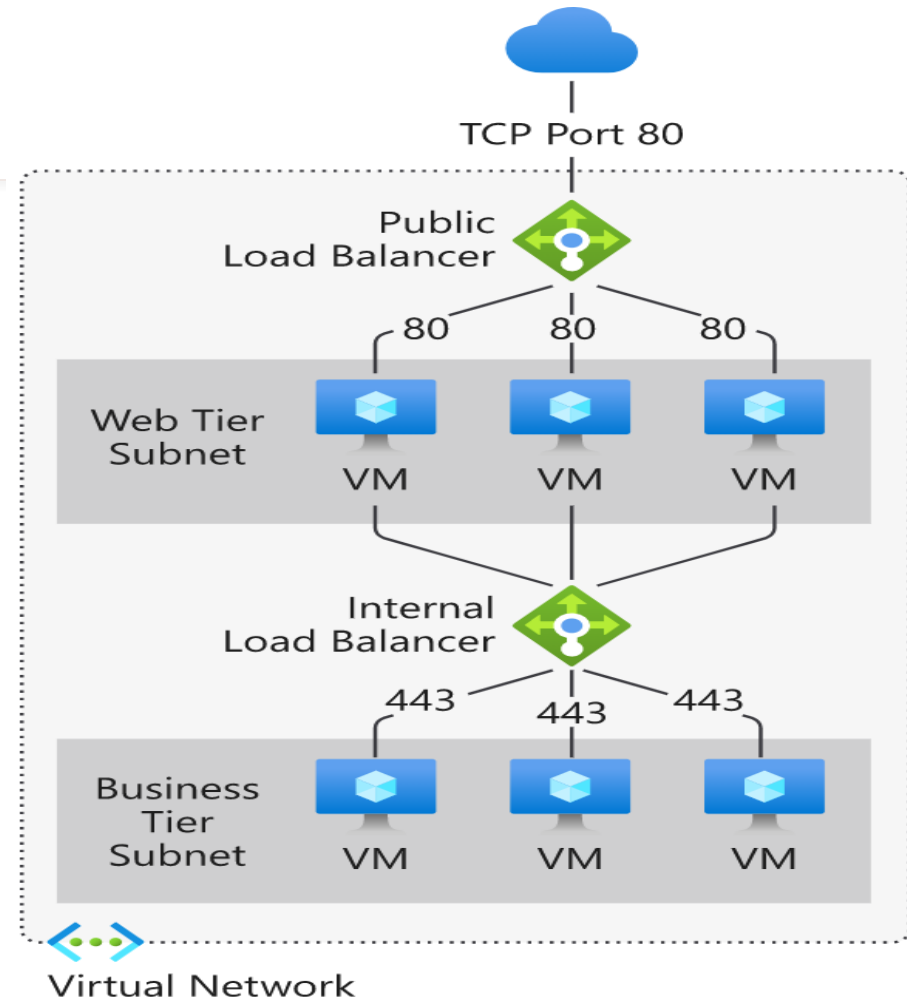 TCP Port 80
Public
Load Balancer
80 80 80
Web Tier
Subnet
VM VM VM
Internal
Load Balancer
443 443 443
Business
Tier
Subnet
VM VM VM
Virtual Network